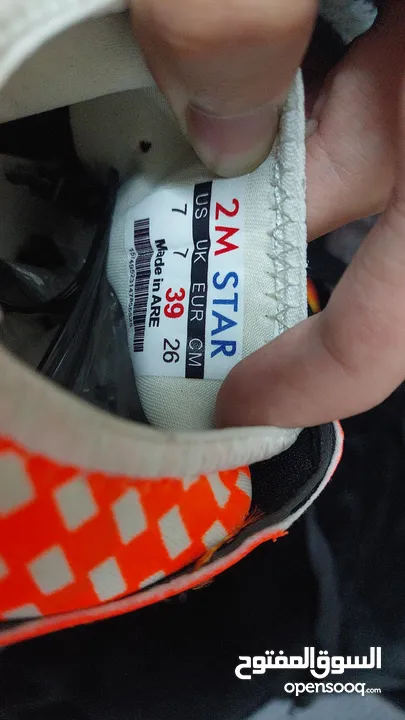 2M STAR
US UK EUR CM
7 7 39 26
Made in ARE
السوق المفتوح
opensooq.com